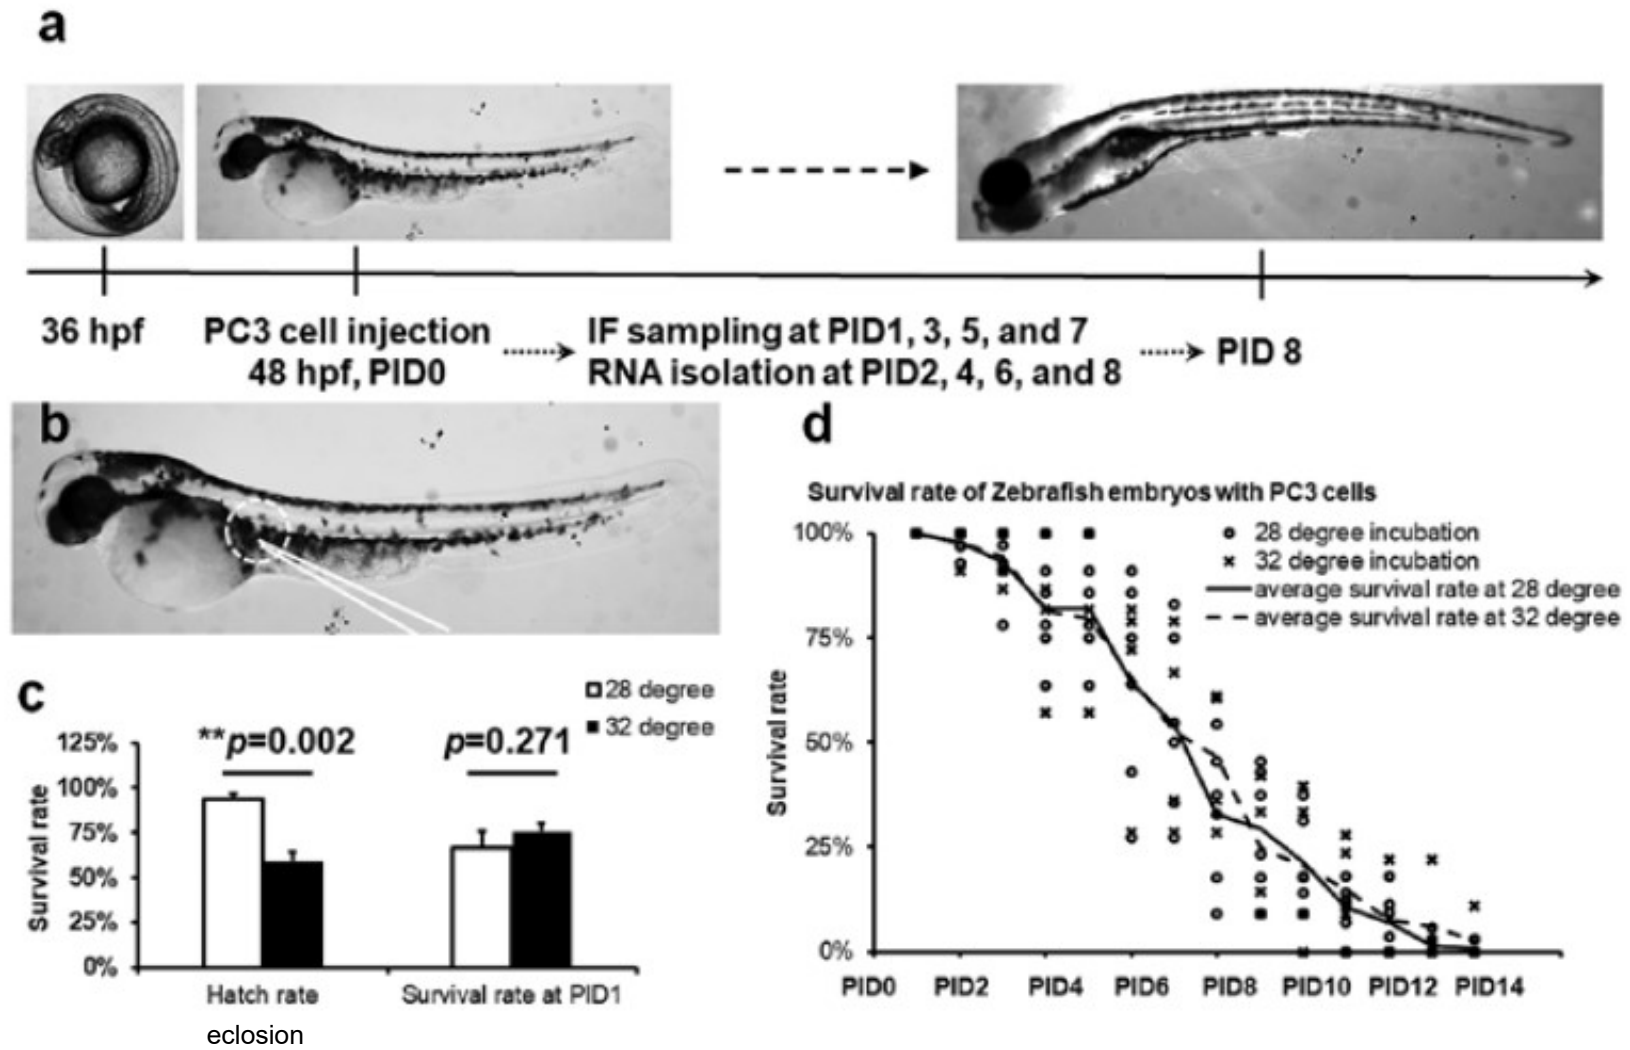 a
36 hpf
PC3 cell injection
48 hpf, PID0
IF sampling at PID1, 3, 5, and 7
RNA isolation at PID2, 4, 6, and 8
PID 8
b
c
28 degree
32 degree
**p=0.002
p=0.271
Survival rate
125%
100%
75%
50%
25%
0%
Hatch rate
Survival rate at PID1
eclosion
d
Survival rate of Zebrafish embryos with PC3 cells
28 degree incubation
32 degree incubation
average survival rate at 28 degree
average survival rate at 32 degree
Survival rate
100%
75%
50%
25%
0%
PID0 PID2 PID4 PID6 PID8 PID10 PID12 PID14